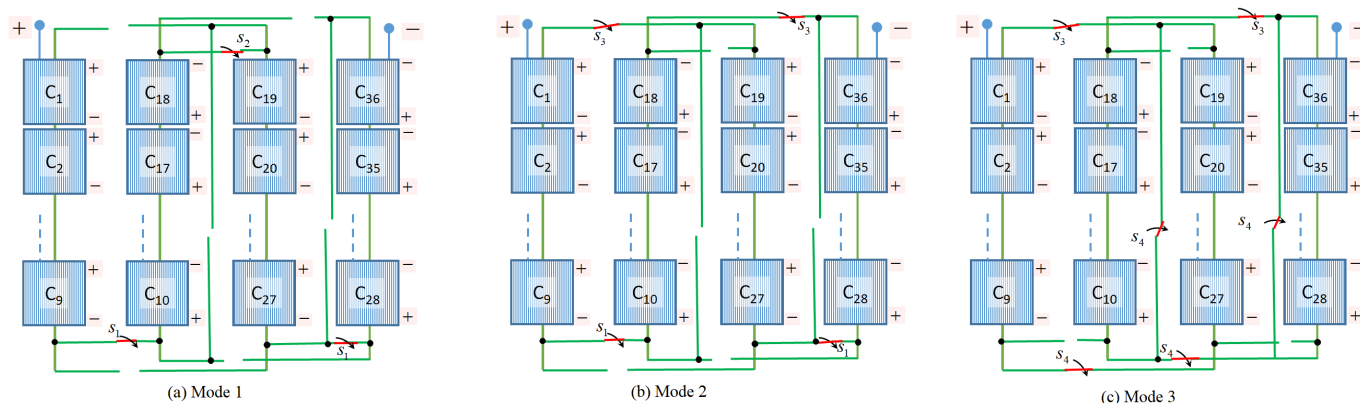 + s2 −
C1 + − C18 − + C19 + − C36 − +
C2 + − C17 − + C20 + − C35 − +
C9 + − C10 − + C27 + − C28 − +
s1 s1
(a) Mode 1
+ s3 s3 −
C1 + − C18 − + C19 + − C36 − +
C2 + − C17 − + C20 + − C35 − +
C9 + − C10 − + C27 + − C28 − +
s1 s1
(b) Mode 2
+ s3 s3 −
C1 + − C18 − + C19 + − C36 − +
C2 + − C17 − + C20 + − C35 − +
s4 s4
C9 + − C10 − + C27 + − C28 − +
s4 s4
(c) Mode 3